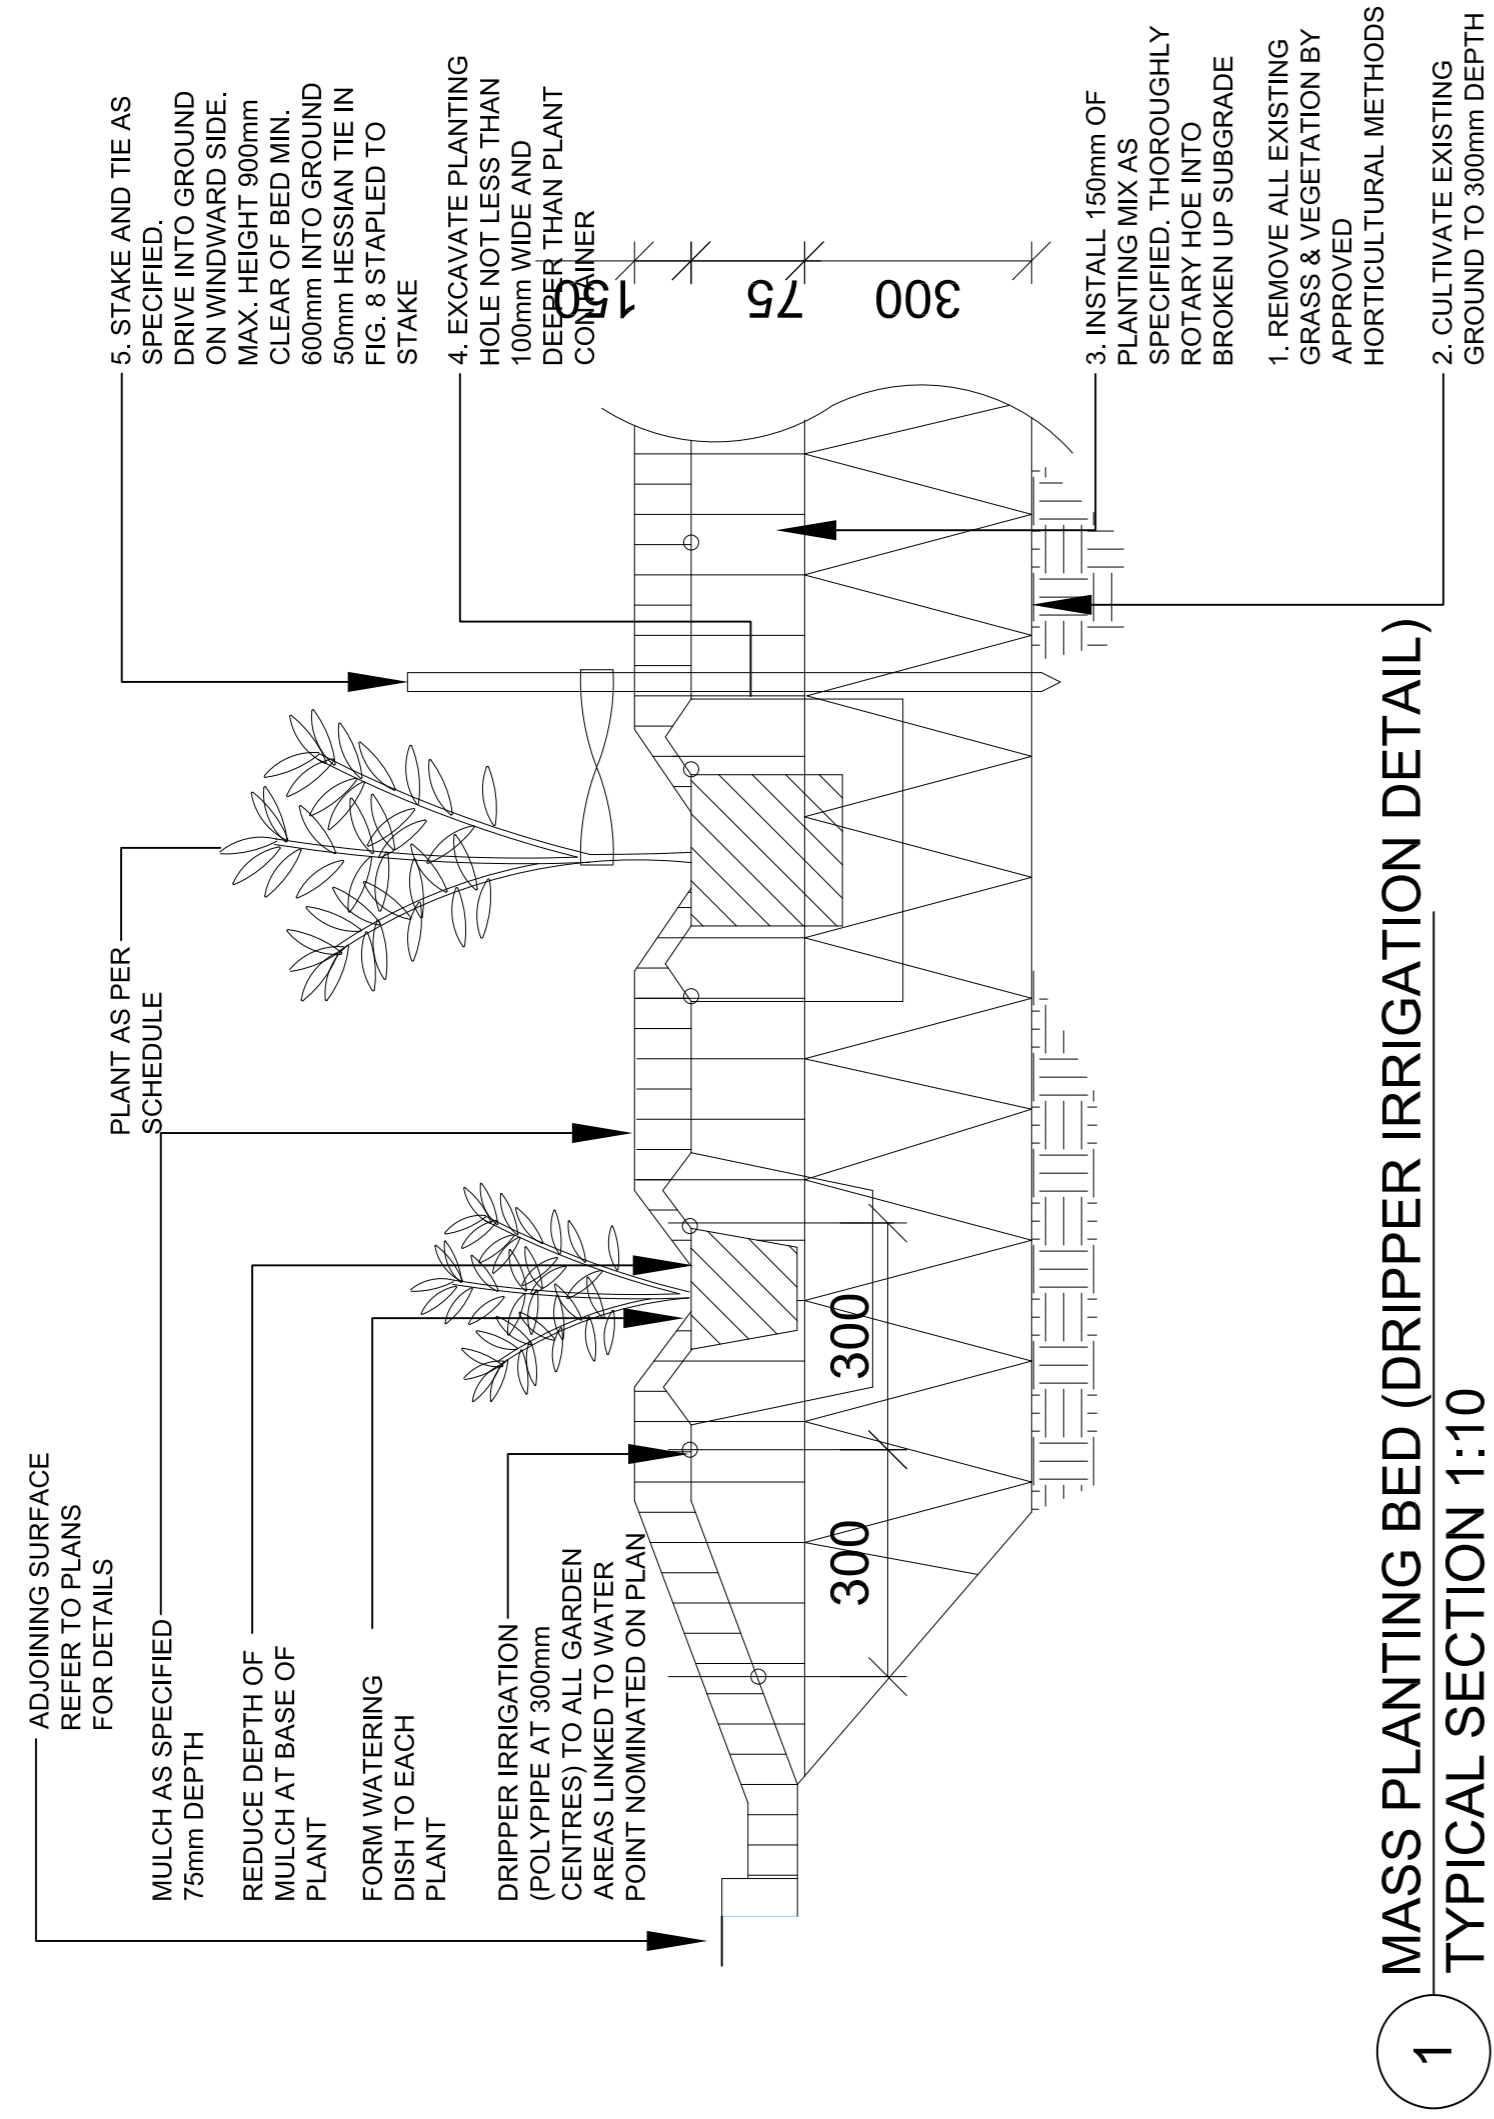 ADJOINING SURFACE
REFER TO PLANS
FOR DETAILS
MULCH AS SPECIFIED
75mm DEPTH
REDUCE DEPTH OF
MULCH AT BASE OF
PLANT
FORM WATERING
DISH TO EACH
PLANT
DRIPPER IRRIGATION
(POLYPIPE AT 300mm
CENTRES) TO ALL GARDEN
AREAS LINKED TO WATER
POINT NOMINATED ON PLAN
PLANT AS PER
SCHEDULE
5. STAKE AND TIE AS
SPECIFIED.
DRIVE INTO GROUND
ON WINDWARD SIDE.
MAX. HEIGHT 900mm
CLEAR OF BED MIN.
600mm INTO GROUND
50mm HESSIAN TIE IN
FIG. 8 STAPLED TO
STAKE
4. EXCAVATE PLANTING
HOLE NOT LESS THAN
100mm WIDE AND
DEEPER THAN PLANT
CONTAINER
150
75
300
300
300
3. INSTALL 150mm OF
PLANTING MIX AS
SPECIFIED. THOROUGHLY
ROTARY HOE INTO
BROKEN UP SUBGRADE
1. REMOVE ALL EXISTING
GRASS & VEGETATION BY
APPROVED
HORTICULTURAL METHODS
2. CULTIVATE EXISTING
GROUND TO 300mm DEPTH
1
MASS PLANTING BED (DRIPPER IRRIGATION DETAIL)
TYPICAL SECTION 1:10